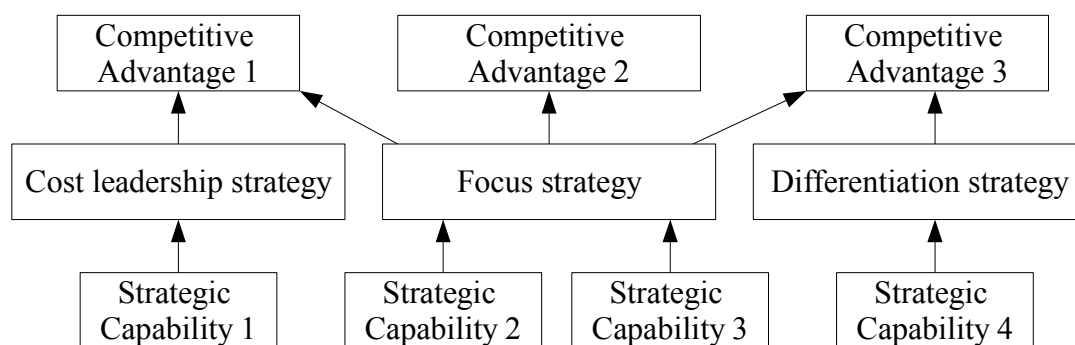 Competitive
Advantage 1
Competitive
Advantage 2
Competitive
Advantage 3
Cost leadership strategy
Focus strategy
Differentiation strategy
Strategic
Capability 1
Strategic
Capability 2
Strategic
Capability 3
Strategic
Capability 4